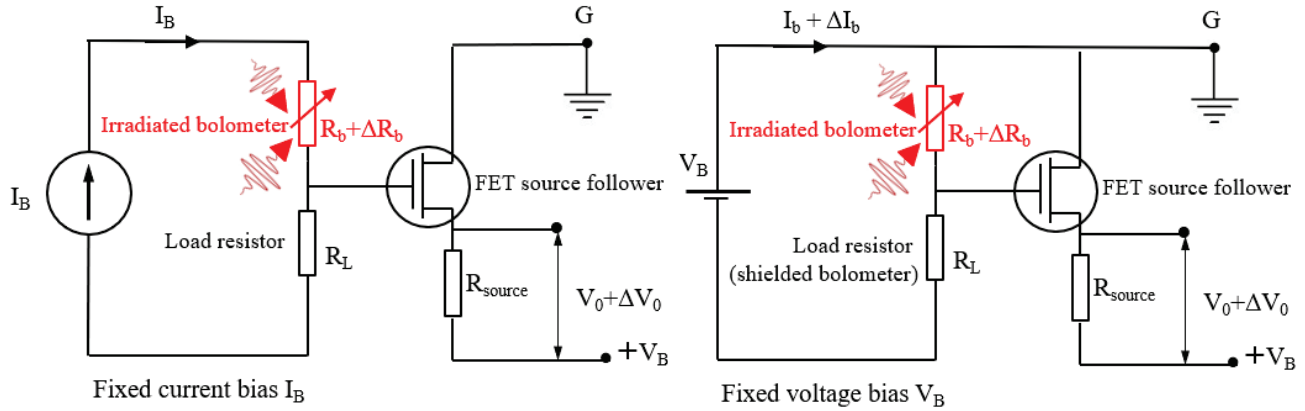 I_B
G
Irradiated bolometer
R_b+ΔR_b
I_B
FET source follower
Load resistor
R_L
R_source
V_0+ΔV_0
+V_B
Fixed current bias I_B
I_b + ΔI_b
G
Irradiated bolometer
R_b+ΔR_b
V_B
FET source follower
Load resistor
(shielded bolometer)
R_L
R_source
V_0+ΔV_0
+V_B
Fixed voltage bias V_B